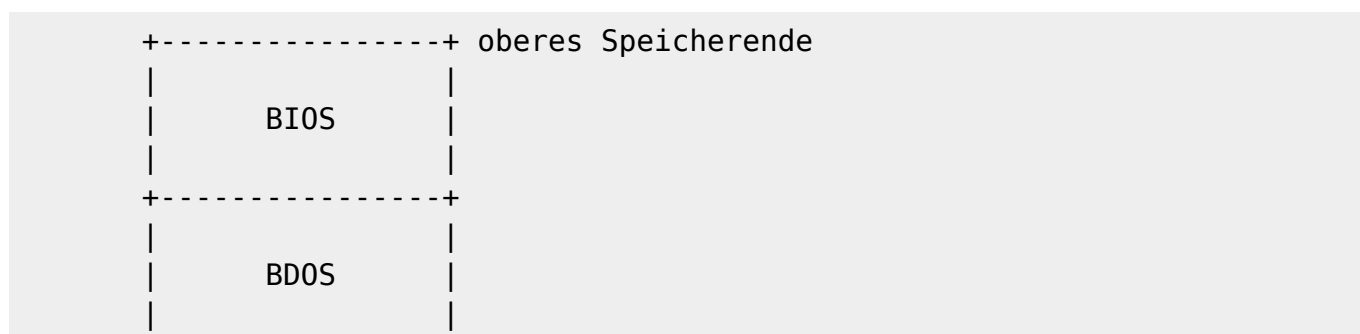 +----------------+ oberes Speicherende
|                |
|      BIOS      |
|                |
+----------------+
|                |
|      BDOS      |
|                |